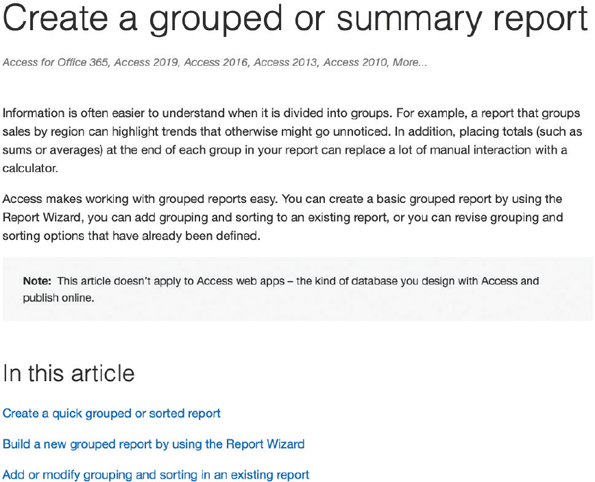 Create a grouped or summary report
Access for Office 365, Access 2019, Access 2016, Access 2013, Access 2010, More...
Information is often easier to understand when it is divided into groups. For example, a report that groups
sales by region can highlight trends that otherwise might go unnoticed. In addition, placing totals (such as
sums or averages) at the end of each group in your report can replace a lot of manual interaction with a
calculator.
Access makes working with grouped reports easy. You can create a basic grouped report by using the
Report Wizard, you can add grouping and sorting to an existing report, or you can revise grouping and
sorting options that have already been defined.
Note: This article doesn't apply to Access web apps – the kind of database you design with Access and
publish online.
In this article
Create a quick grouped or sorted report
Build a new grouped report by using the Report Wizard
Add or modify grouping and sorting in an existing report